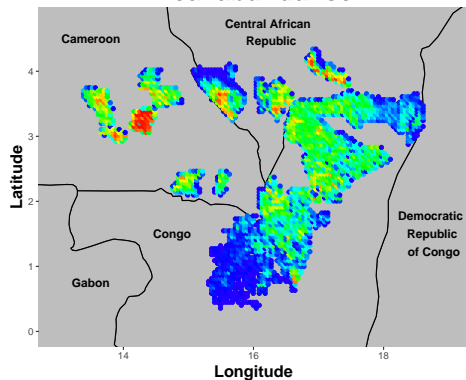 Central African
Republic
Cameroon
Democratic
Republic
of Congo
Congo
Gabon
4
3
2
1
0
Latitude
14
16
18
Longitude